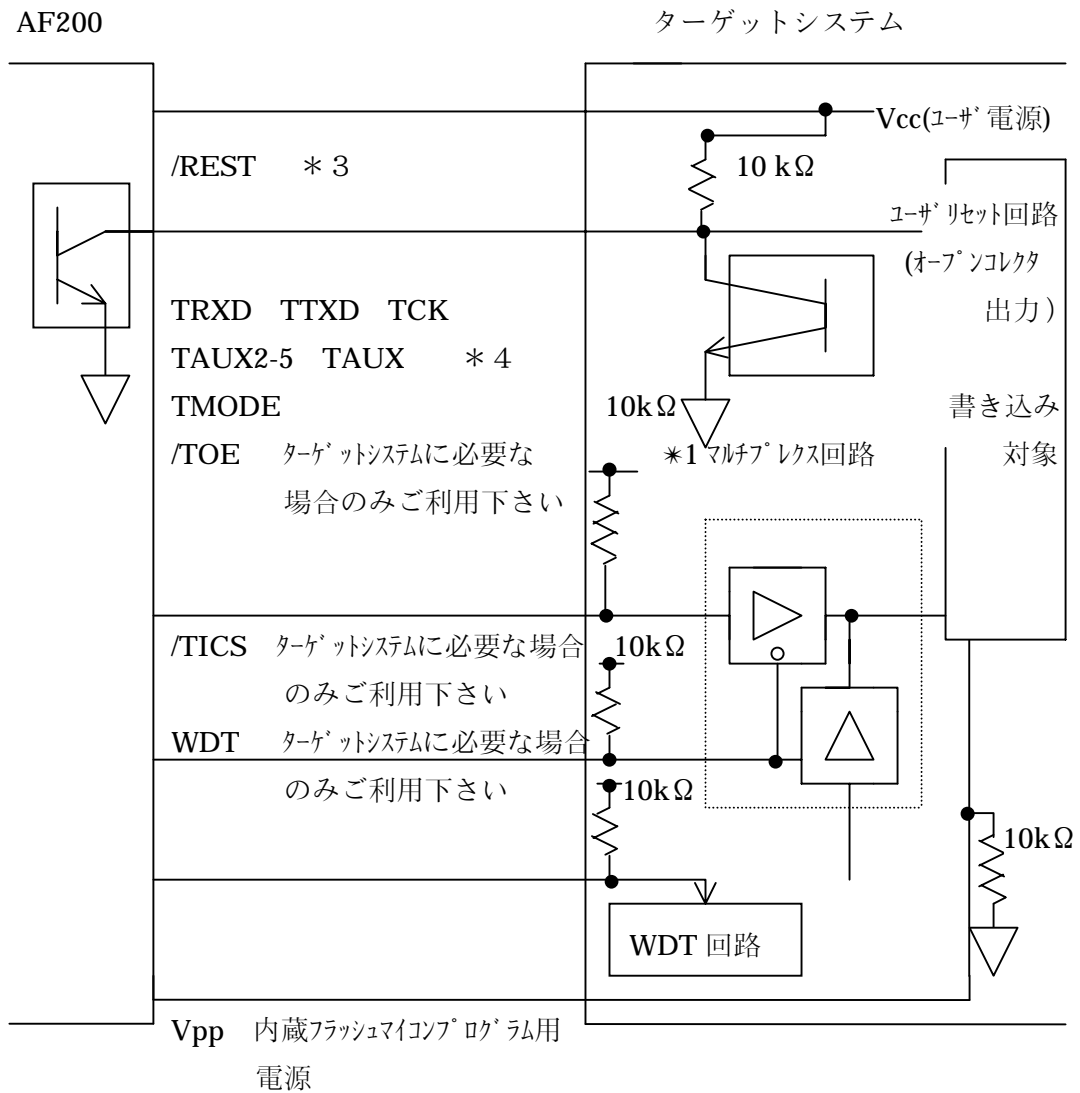 AF200
ターゲットシステム
Vcc(ﾕｰｻﾞ電源)
/REST ＊３
10 kΩ
ﾕｰｻﾞﾘｾｯﾄ回路
(ｵｰﾌﾟﾝｺﾚｸﾀ
出力）
TRXD TTXD TCK
TAUX2-5 TAUX ＊４
TMODE
10kΩ
書き込み
対象
/TOE ﾀｰｹﾞｯﾄｼｽﾃﾑに必要な
場合のみご利用下さい
＊1 ﾏﾙﾁﾌﾟﾚｸｽ回路
/TICS ﾀｰｹﾞｯﾄｼｽﾃﾑに必要な場合
のみご利用下さい
10kΩ
WDT ﾀｰｹﾞｯﾄｼｽﾃﾑに必要な場合
のみご利用下さい
10kΩ
10kΩ
WDT 回路
Vpp 内蔵ﾌﾗｯｼｭﾏｲｺﾝﾌﾟﾛｸﾞﾗﾑ用
電源